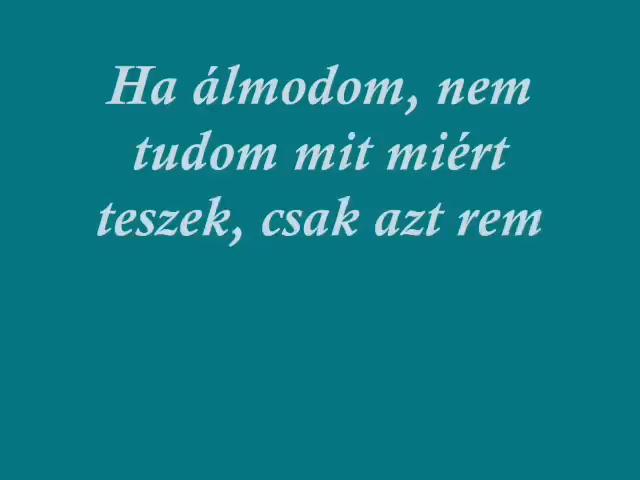 Ha álmodom, nem
tudom mit miért
teszek, csak azt rem